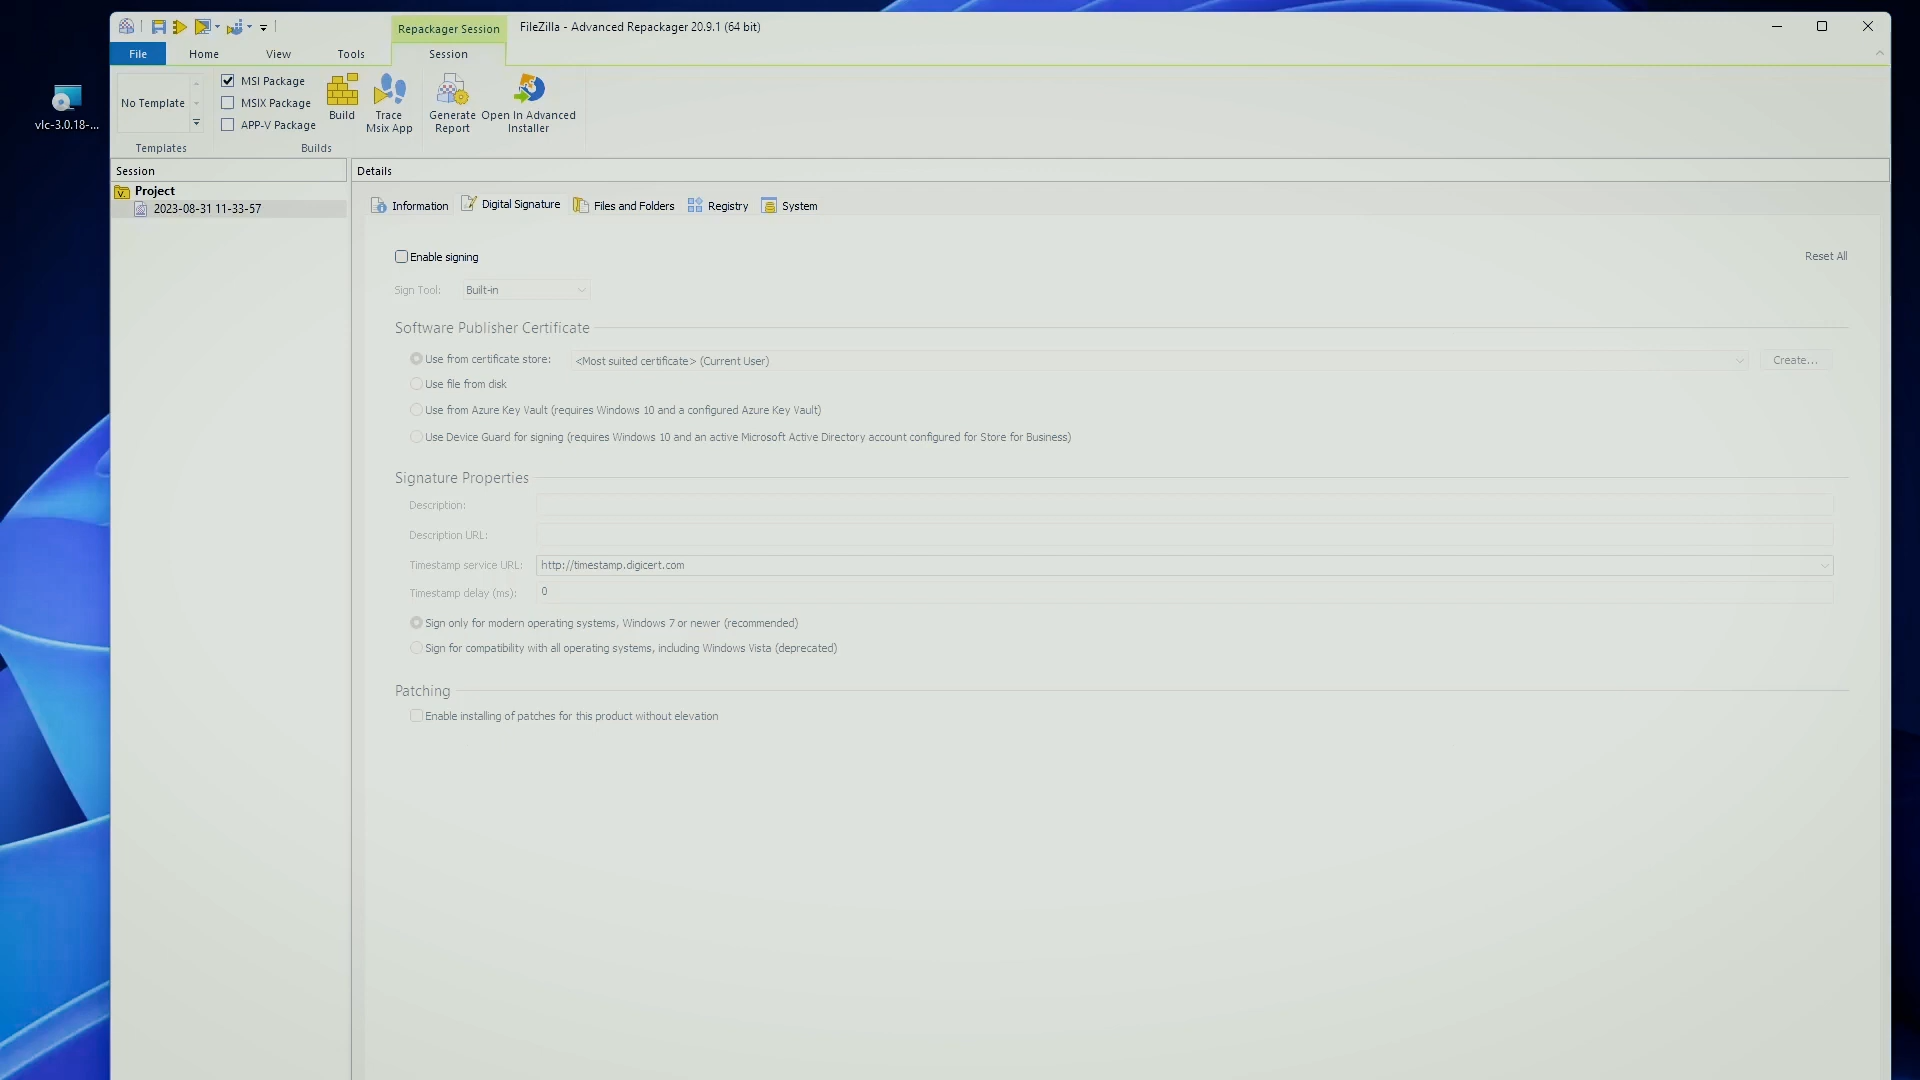 Repackager Session
FileZilla - Advanced Repackager 20.9.1 (64 bit)
File
Home
View
Tools
Session
vlc-3.0.18-...
No Template
MSI Package
MSIX Package
APP-V Package
Build
Trace
Msix App
Generate
Report
Open In Advanced
Installer
Templates
Builds
Session
Details
Project
2023-08-31 11-33-57
Information
Digital Signature
Files and Folders
Registry
System
Enable signing
Reset All
Sign Tool:
Built-in
Software Publisher Certificate
Use from certificate store:
<Most suited certificate> (Current User)
Create...
Use file from disk
Use from Azure Key Vault (requires Windows 10 and a configured Azure Key Vault)
Use Device Guard for signing (requires Windows 10 and an active Microsoft Active Directory account configured for Store for Business)
Signature Properties
Description:
Description URL:
Timestamp service URL:
http://timestamp.digicert.com
Timestamp delay (ms):
0
Sign only for modern operating systems, Windows 7 or newer (recommended)
Sign for compatibility with all operating systems, including Windows Vista (deprecated)
Patching
Enable installing of patches for this product without elevation